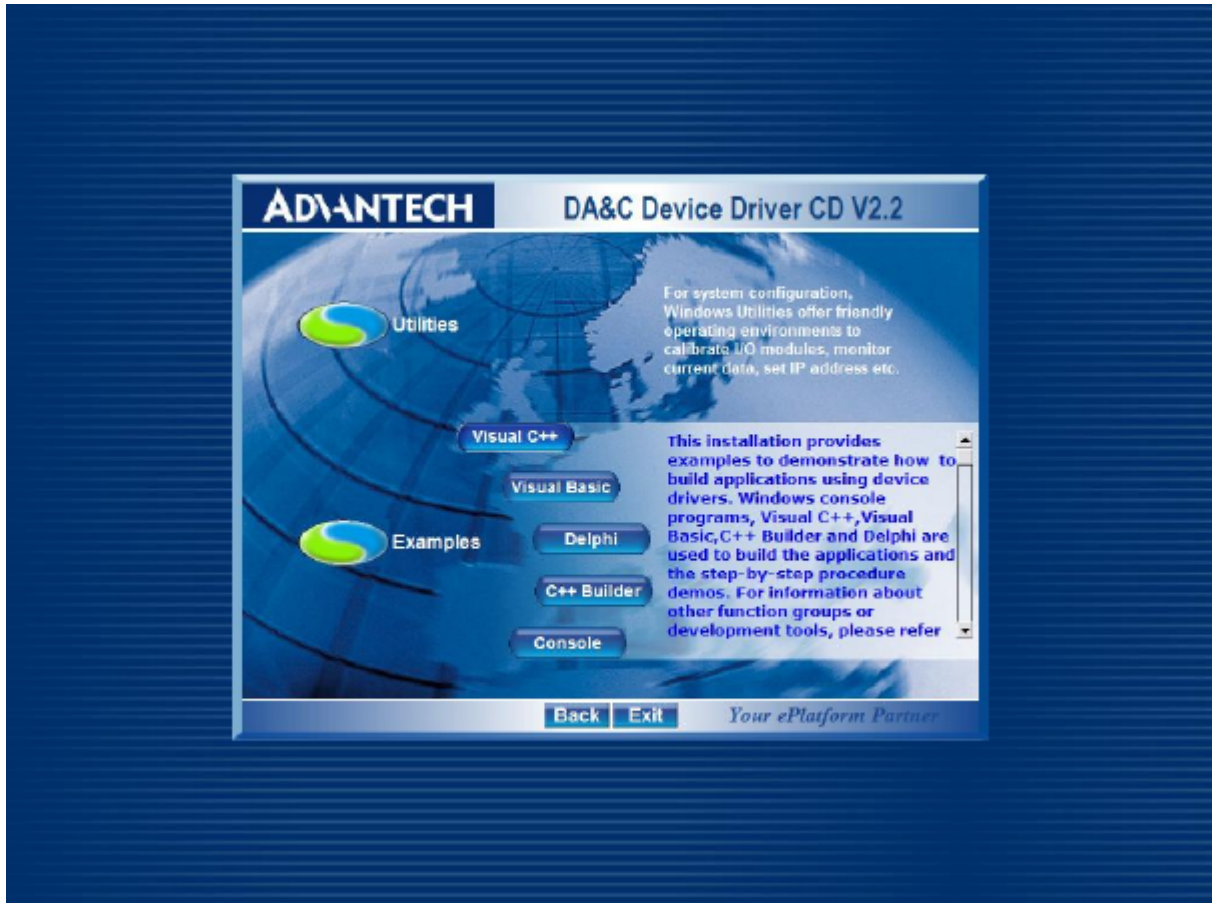 ADVANTECH
DA&C Device Driver CD V2.2
Utilities
For system configuration,
Windows Utilities offer friendly
operating environments to
calibrate I/O modules, monitor
current data, set IP address etc.
Visual C++
Visual Basic
Examples
Delphi
C++ Builder
Console
This installation provides
examples to demonstrate how to
build applications using device
drivers. Windows console
programs, Visual C++,Visual
Basic,C++ Builder and Delphi are
used to build the applications and
the step-by-step procedure
demos. For information about
other function groups or
development tools, please refer
Back
Exit
Your ePlatform Partner